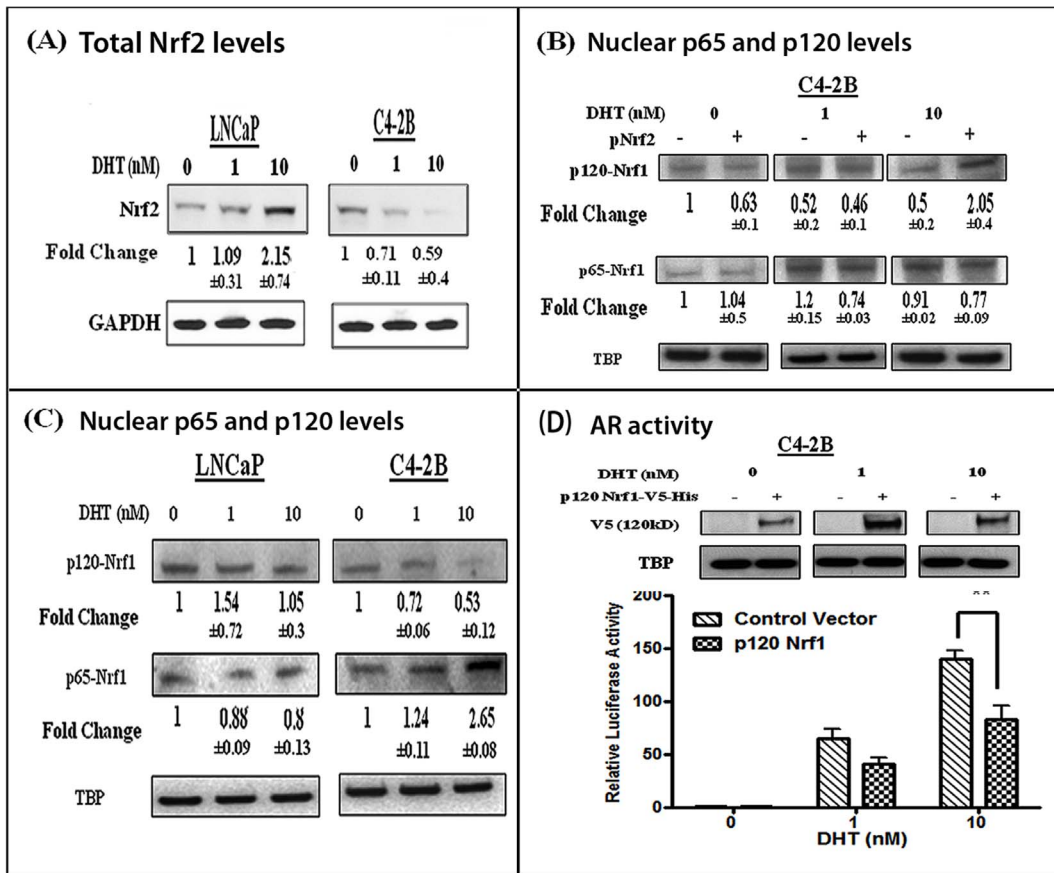 (A) Total Nrf2 levels
LNCaP C4-2B
DHT (nM) 0 1 10 0 1 10
Nrf2
Fold Change 1 1.09 2.15 1 0.71 0.59
±0.31 ±0.74 ±0.11 ±0.4
GAPDH
(B) Nuclear p65 and p120 levels
C4-2B
DHT (nM) 0 1 10
pNrf2 - + - + - +
p120-Nrf1
Fold Change 1 0.63 0.52 0.46 0.5 2.05
±0.1 ±0.2 ±0.1 ±0.2 ±0.4
p65-Nrf1
Fold Change 1 1.04 1.2 0.74 0.91 0.77
±0.5 ±0.15 ±0.03 ±0.02 ±0.09
TBP
(C) Nuclear p65 and p120 levels
LNCaP C4-2B
DHT (nM) 0 1 10 0 1 10
p120-Nrf1
Fold Change 1 1.54 1.05 1 0.72 0.53
±0.72 ±0.3 ±0.06 ±0.12
p65-Nrf1
Fold Change 1 0.88 0.8 1 1.24 2.65
±0.09 ±0.13 ±0.11 ±0.08
TBP
(D) AR activity
C4-2B
DHT (nM) 0 1 10
p120 Nrf1-V5-His - + - + - +
V5 (120kD)
TBP
Relative Luciferase Activity
200
150
100
50
0
Control Vector
p120 Nrf1
**
0 1 10
DHT (nM)